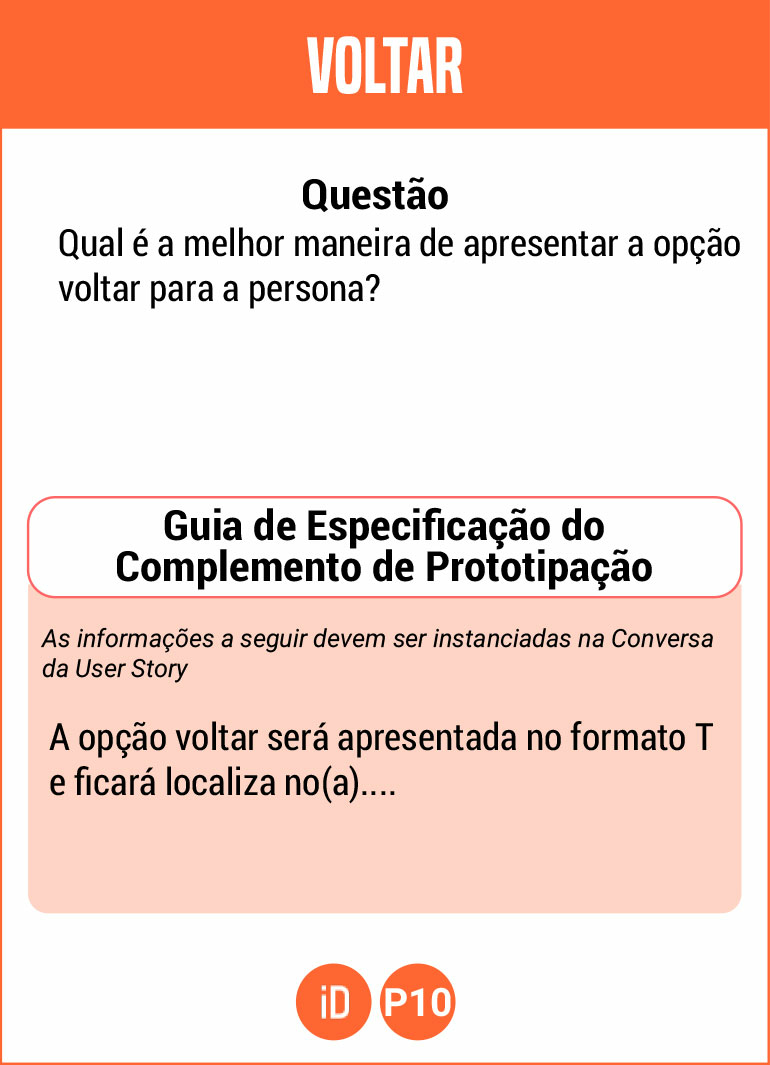 VOLTAR
Questão
Qual é a melhor maneira de apresentar a opção
voltar para a persona?
Guia de Especificação do
Complemento de Prototipação
As informações a seguir devem ser instanciadas na Conversa
da User Story
A opção voltar será apresentada no formato T
e ficará localiza no(a)....
iD P10